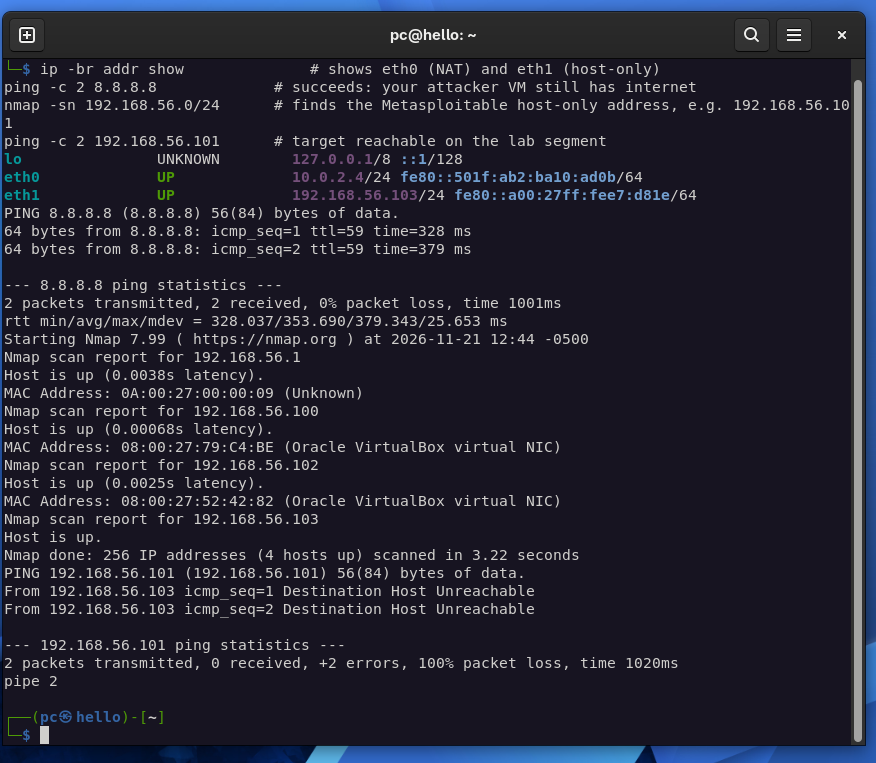 pc@hello: ~
└─$ ip -br addr show              # shows eth0 (NAT) and eth1 (host-only)
ping -c 2 8.8.8.8             # succeeds: your attacker VM still has internet
nmap -sn 192.168.56.0/24      # finds the Metasploitable host-only address, e.g. 192.168.56.10
1
ping -c 2 192.168.56.101      # target reachable on the lab segment
lo               UNKNOWN        127.0.0.1/8 ::1/128
eth0             UP             10.0.2.4/24 fe80::501f:ab2:ba10:ad0b/64
eth1             UP             192.168.56.103/24 fe80::a00:27ff:fee7:d81e/64
PING 8.8.8.8 (8.8.8.8) 56(84) bytes of data.
64 bytes from 8.8.8.8: icmp_seq=1 ttl=59 time=328 ms
64 bytes from 8.8.8.8: icmp_seq=2 ttl=59 time=379 ms

--- 8.8.8.8 ping statistics ---
2 packets transmitted, 2 received, 0% packet loss, time 1001ms
rtt min/avg/max/mdev = 328.037/353.690/379.343/25.653 ms
Starting Nmap 7.99 ( https://nmap.org ) at 2026-11-21 12:44 -0500
Nmap scan report for 192.168.56.1
Host is up (0.0038s latency).
MAC Address: 0A:00:27:00:00:09 (Unknown)
Nmap scan report for 192.168.56.100
Host is up (0.00068s latency).
MAC Address: 08:00:27:79:C4:BE (Oracle VirtualBox virtual NIC)
Nmap scan report for 192.168.56.102
Host is up (0.0025s latency).
MAC Address: 08:00:27:52:42:82 (Oracle VirtualBox virtual NIC)
Nmap scan report for 192.168.56.103
Host is up.
Nmap done: 256 IP addresses (4 hosts up) scanned in 3.22 seconds
PING 192.168.56.101 (192.168.56.101) 56(84) bytes of data.
From 192.168.56.103 icmp_seq=1 Destination Host Unreachable
From 192.168.56.103 icmp_seq=2 Destination Host Unreachable

--- 192.168.56.101 ping statistics ---
2 packets transmitted, 0 received, +2 errors, 100% packet loss, time 1020ms
pipe 2

┌──(pc㉿hello)-[~]
└─$